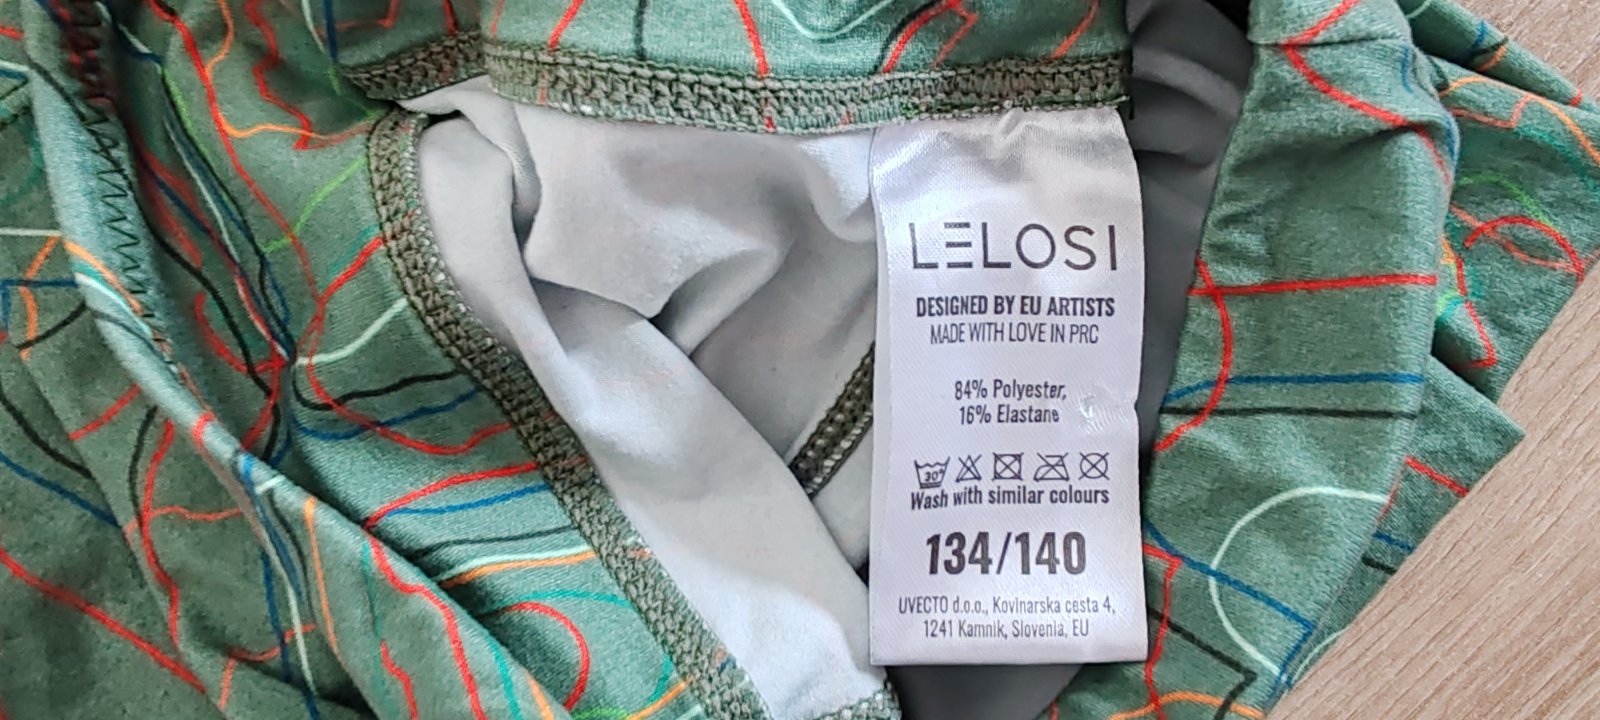 LELOSI
DESIGNED BY EU ARTISTS
MADE WITH LOVE IN PRC
84% Polyester,
16% Elastane
30°
Wash with similar colours
134/140
UVECTO d.o.o., Kovinarska cesta 4,
1241 Kamnik, Slovenia, EU